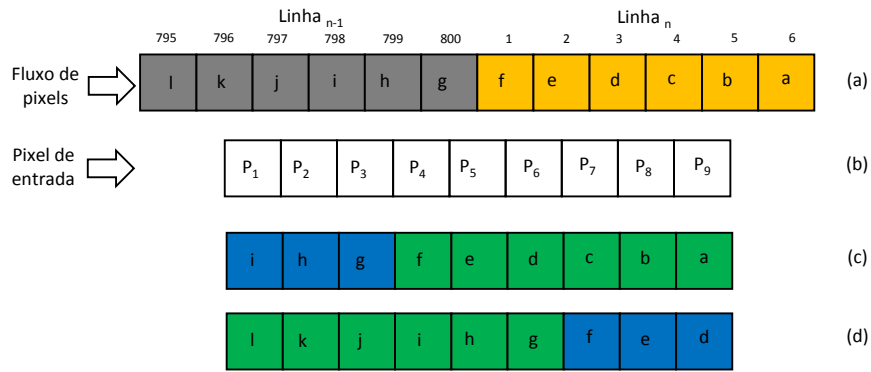 Linha n-1 Linha n
795 796 797 798 799 800 1 2 3 4 5 6
Fluxo de
pixels
l k j i h g f e d c b a (a)
Pixel de
entrada
P1 P2 P3 P4 P5 P6 P7 P8 P9 (b)
i h g f e d c b a (c)
l k j i h g f e d (d)